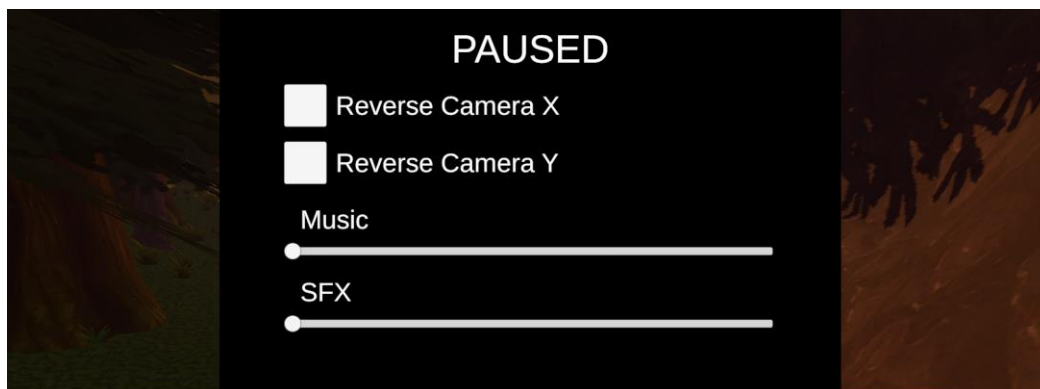 PAUSED
Reverse Camera X
Reverse Camera Y
Music
SFX